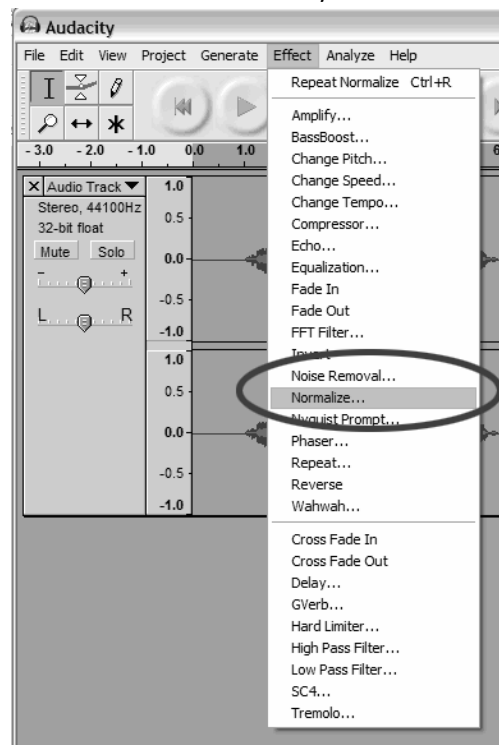 Audacity
File Edit View Project Generate Effect Analyze Help
Repeat Normalize Ctrl+R
Amplify...
BassBoost...
Change Pitch...
Change Speed...
Change Tempo...
Compressor...
Echo...
Equalization...
Fade In
Fade Out
FFT Filter...
Invert
Noise Removal...
Normalize...
Nyquist Prompt...
Phaser...
Repeat...
Reverse
Wahwah...
Cross Fade In
Cross Fade Out
Delay...
GVerb...
Hard Limiter...
High Pass Filter...
Low Pass Filter...
SC4...
Tremolo...
- 3.0 - 2.0 - 1.0 0.0 1.0 6
X Audio Track
Stereo, 44100Hz
32-bit float
Mute Solo
- +
L R
1.0
0.5
0.0
-0.5
-1.0
1.0
0.5
0.0
-0.5
-1.0